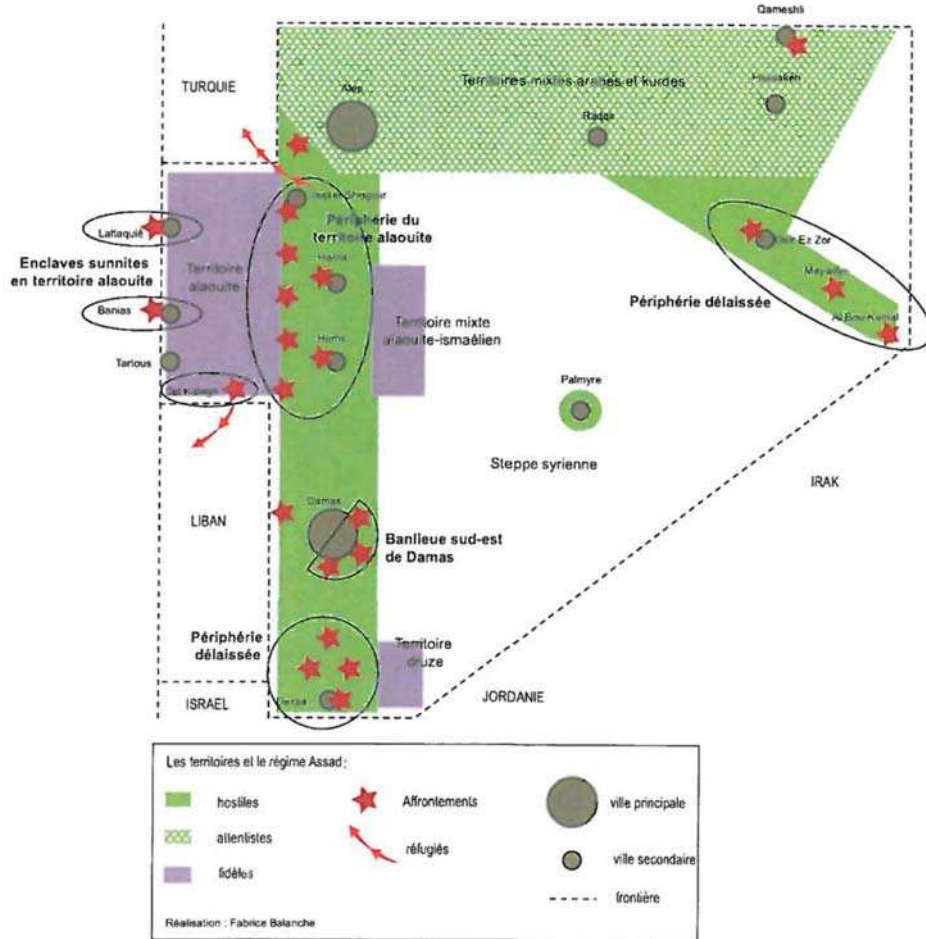 Qameshli
TURQUIE
Territoires mixtes arabes et kurdes
Hassakeh
Alep
Raqqa
Jisr el-Shogour
Périphérie du
territoire alaouite
Lattaquié
Hama
Deir Ez Zor
Enclaves sunnites
en territoire alaouite
Territoire
alaouite
Mayadin
Périphérie délaissée
Banias
Al Bou Kamal
Territoire mixte
alaouite-ismaélien
Homs
Tartous
Palmyre
Steppe syrienne
IRAK
Damas
LIBAN
Banlieue sud-est
de Damas
Périphérie
délaissée
Territoire
druze
Deraa
ISRAEL
JORDANIE
Les territoires et le régime Assad :
hostiles
Affrontements
ville principale
attentistes
réfugiés
ville secondaire
fidèles
frontière
Réalisation : Fabrice Balanche